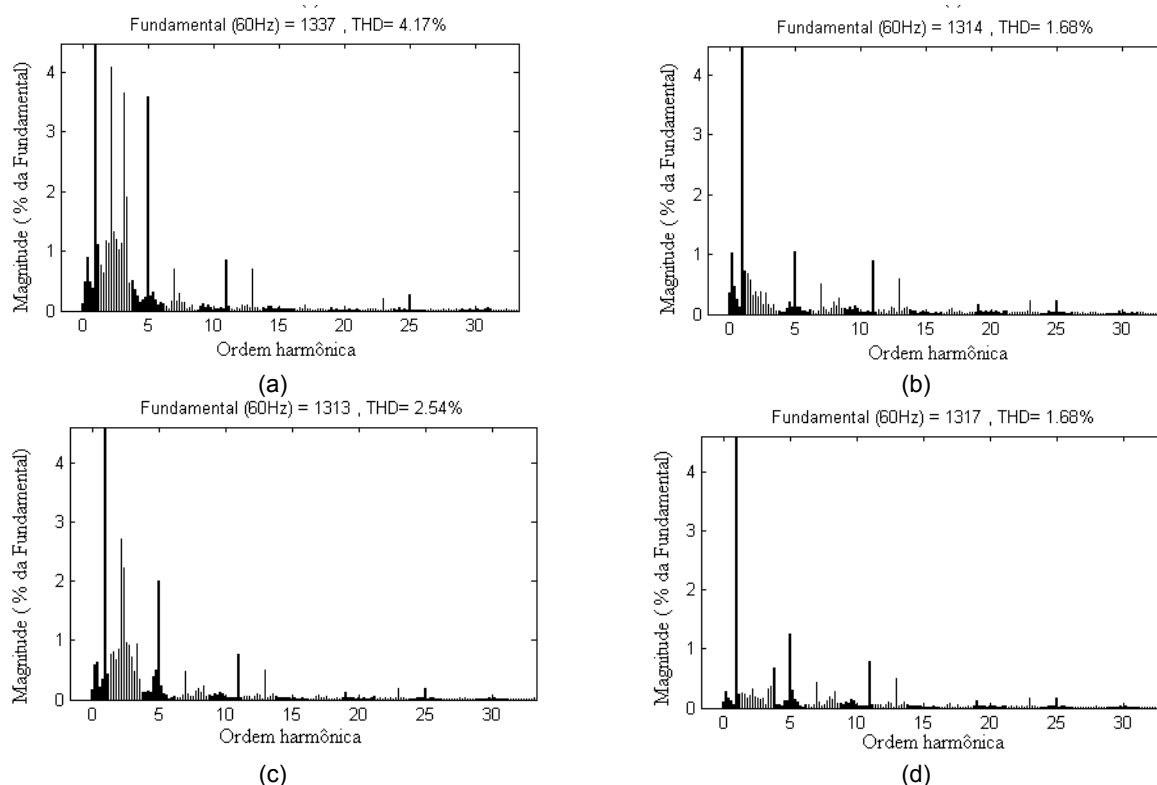 Fundamental (60Hz) = 1337 , THD= 4.17%
Magnitude ( % da Fundamental)
4
3
2
1
0
0 5 10 15 20 25 30
Ordem harmônica
(a)
Fundamental (60Hz) = 1314 , THD= 1.68%
Magnitude ( % da Fundamental)
4
3
2
1
0
0 5 10 15 20 25 30
Ordem harmônica
(b)
Fundamental (60Hz) = 1313 , THD= 2.54%
Magnitude ( % da Fundamental)
4
3
2
1
0
0 5 10 15 20 25 30
Ordem harmônica
(c)
Fundamental (60Hz) = 1317 , THD= 1.68%
Magnitude ( % da Fundamental)
4
3
2
1
0
0 5 10 15 20 25 30
Ordem harmônica
(d)